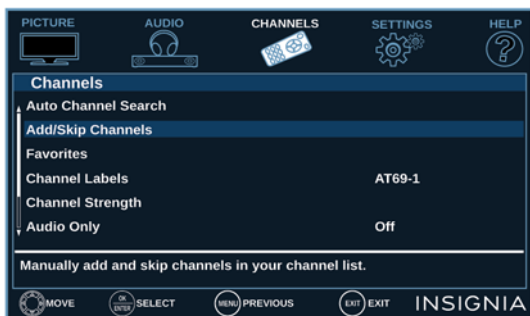 PICTURE AUDIO CHANNELS SETTINGS HELP
?
Channels
Auto Channel Search
Add/Skip Channels
Favorites
Channel Labels AT69-1
Channel Strength
Audio Only Off
Manually add and skip channels in your channel list.
MOVE OK ENTER SELECT MENU PREVIOUS EXIT EXIT INSIGNIA